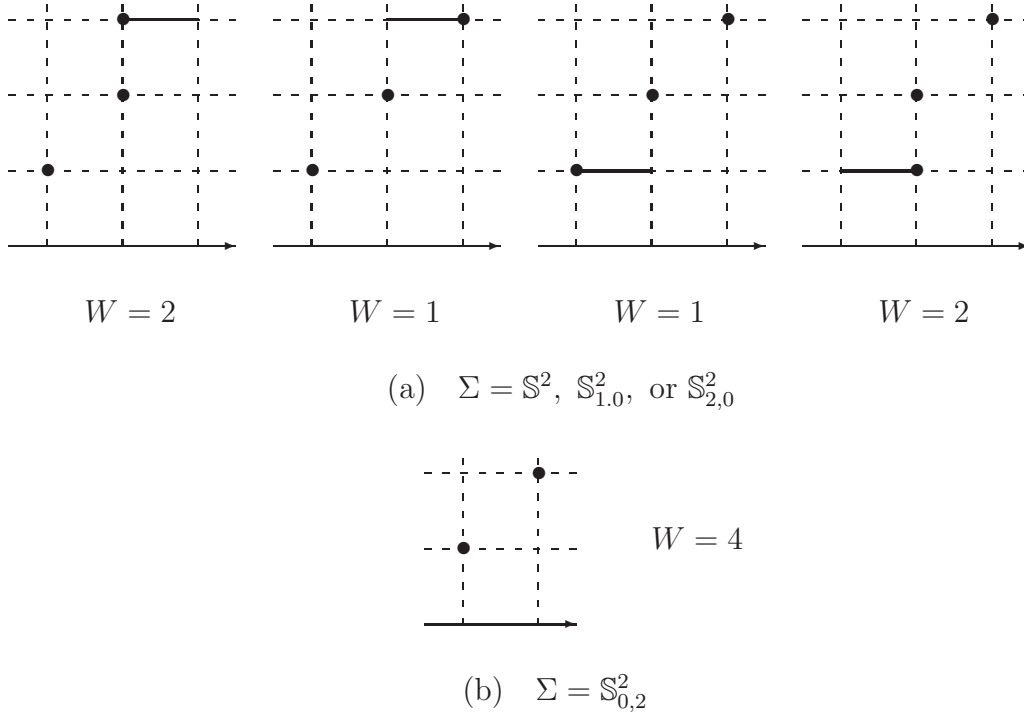 W = 2 W = 1 W = 1 W = 2
(a) Σ = 𝕊², 𝕊²₁.₀, or 𝕊²₂,₀
W = 4
(b) Σ = 𝕊²₀,₂